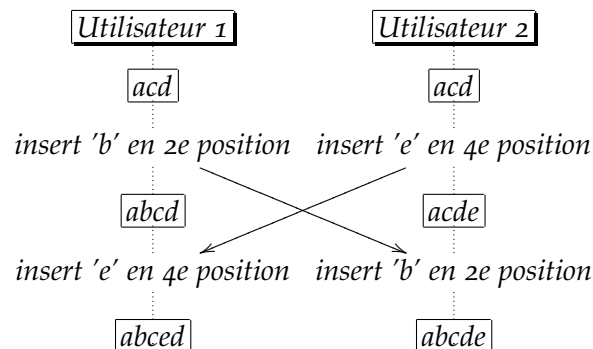 Utilisateur 1 Utilisateur 2
acd acd
insert 'b' en 2e position insert 'e' en 4e position
abcd acde
insert 'e' en 4e position insert 'b' en 2e position
abced abcde